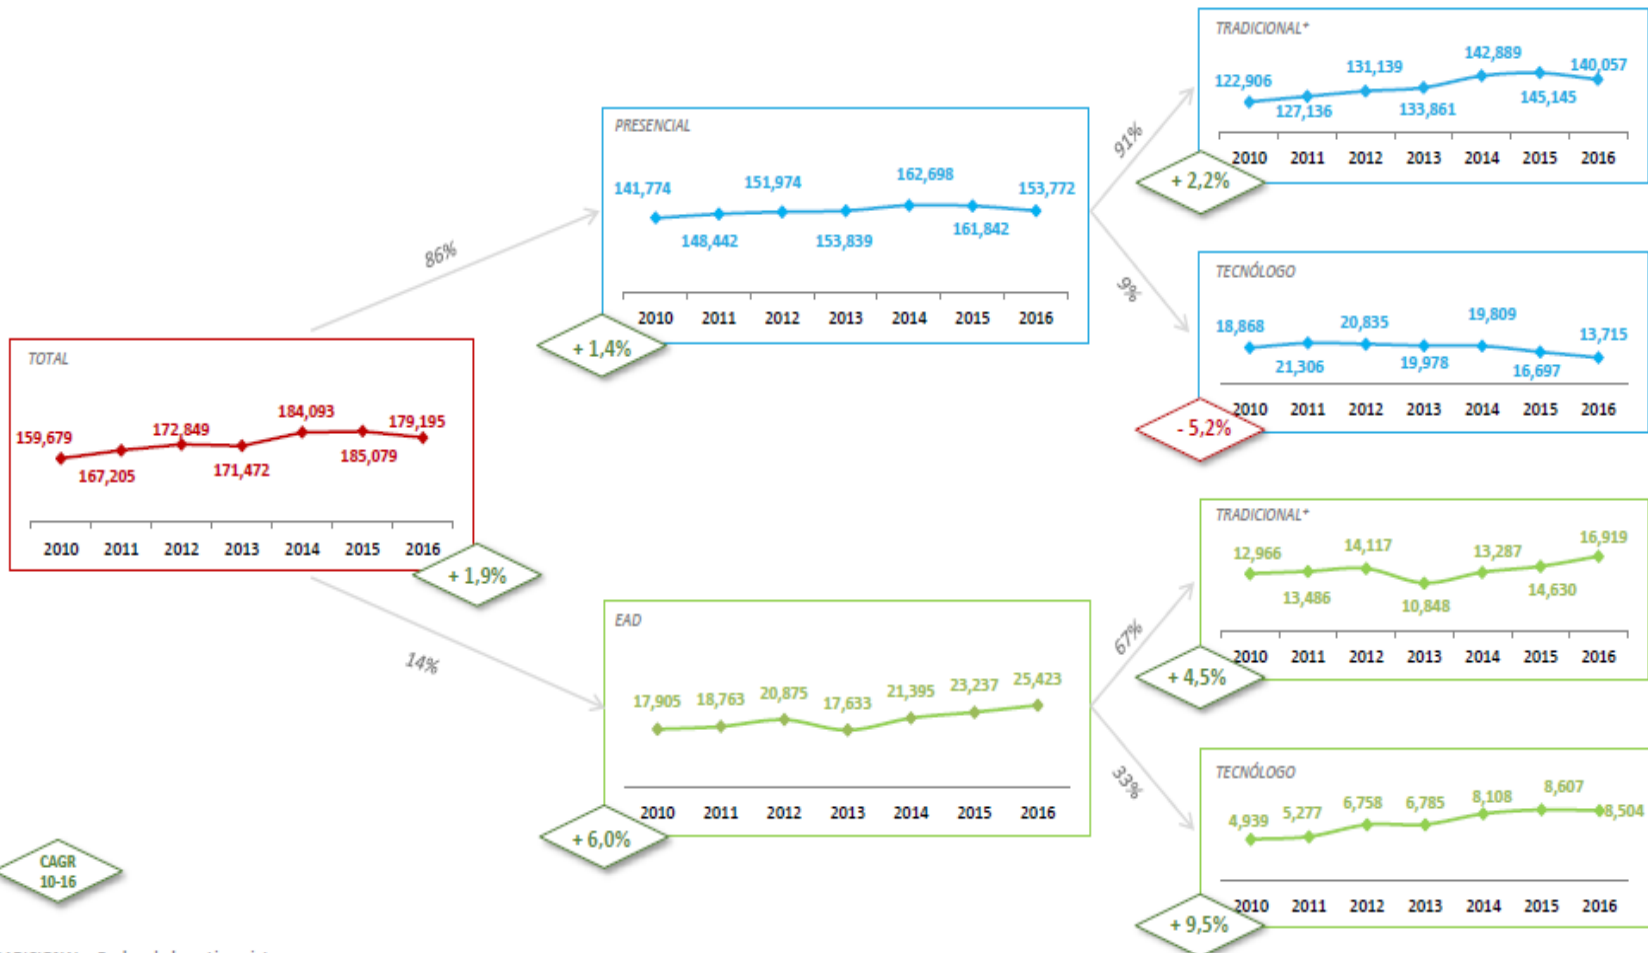 TRADICIONAL*
122,906 127,136 131,139 133,861 142,889 145,145 140,057
2010 2011 2012 2013 2014 2015 2016
+ 2,2%
91%
PRESENCIAL
141,774 148,442 151,974 153,839 162,698 161,842 153,772
2010 2011 2012 2013 2014 2015 2016
+ 1,4%
86%
9%
TECNÓLOGO
18,868 21,306 20,835 19,978 19,809 16,697 13,715
2010 2011 2012 2013 2014 2015 2016
- 5,2%
TOTAL
159,679 167,205 172,849 171,472 184,093 185,079 179,195
2010 2011 2012 2013 2014 2015 2016
+ 1,9%
14%
TRADICIONAL*
12,966 13,486 14,117 10,848 13,287 14,630 16,919
2010 2011 2012 2013 2014 2015 2016
+ 4,5%
67%
EAD
17,905 18,763 20,875 17,633 21,395 23,237 25,423
2010 2011 2012 2013 2014 2015 2016
+ 6,0%
33%
TECNÓLOGO
4,939 5,277 6,758 6,785 8,108 8,607 8,504
2010 2011 2012 2013 2014 2015 2016
+ 9,5%
CAGR
10-16